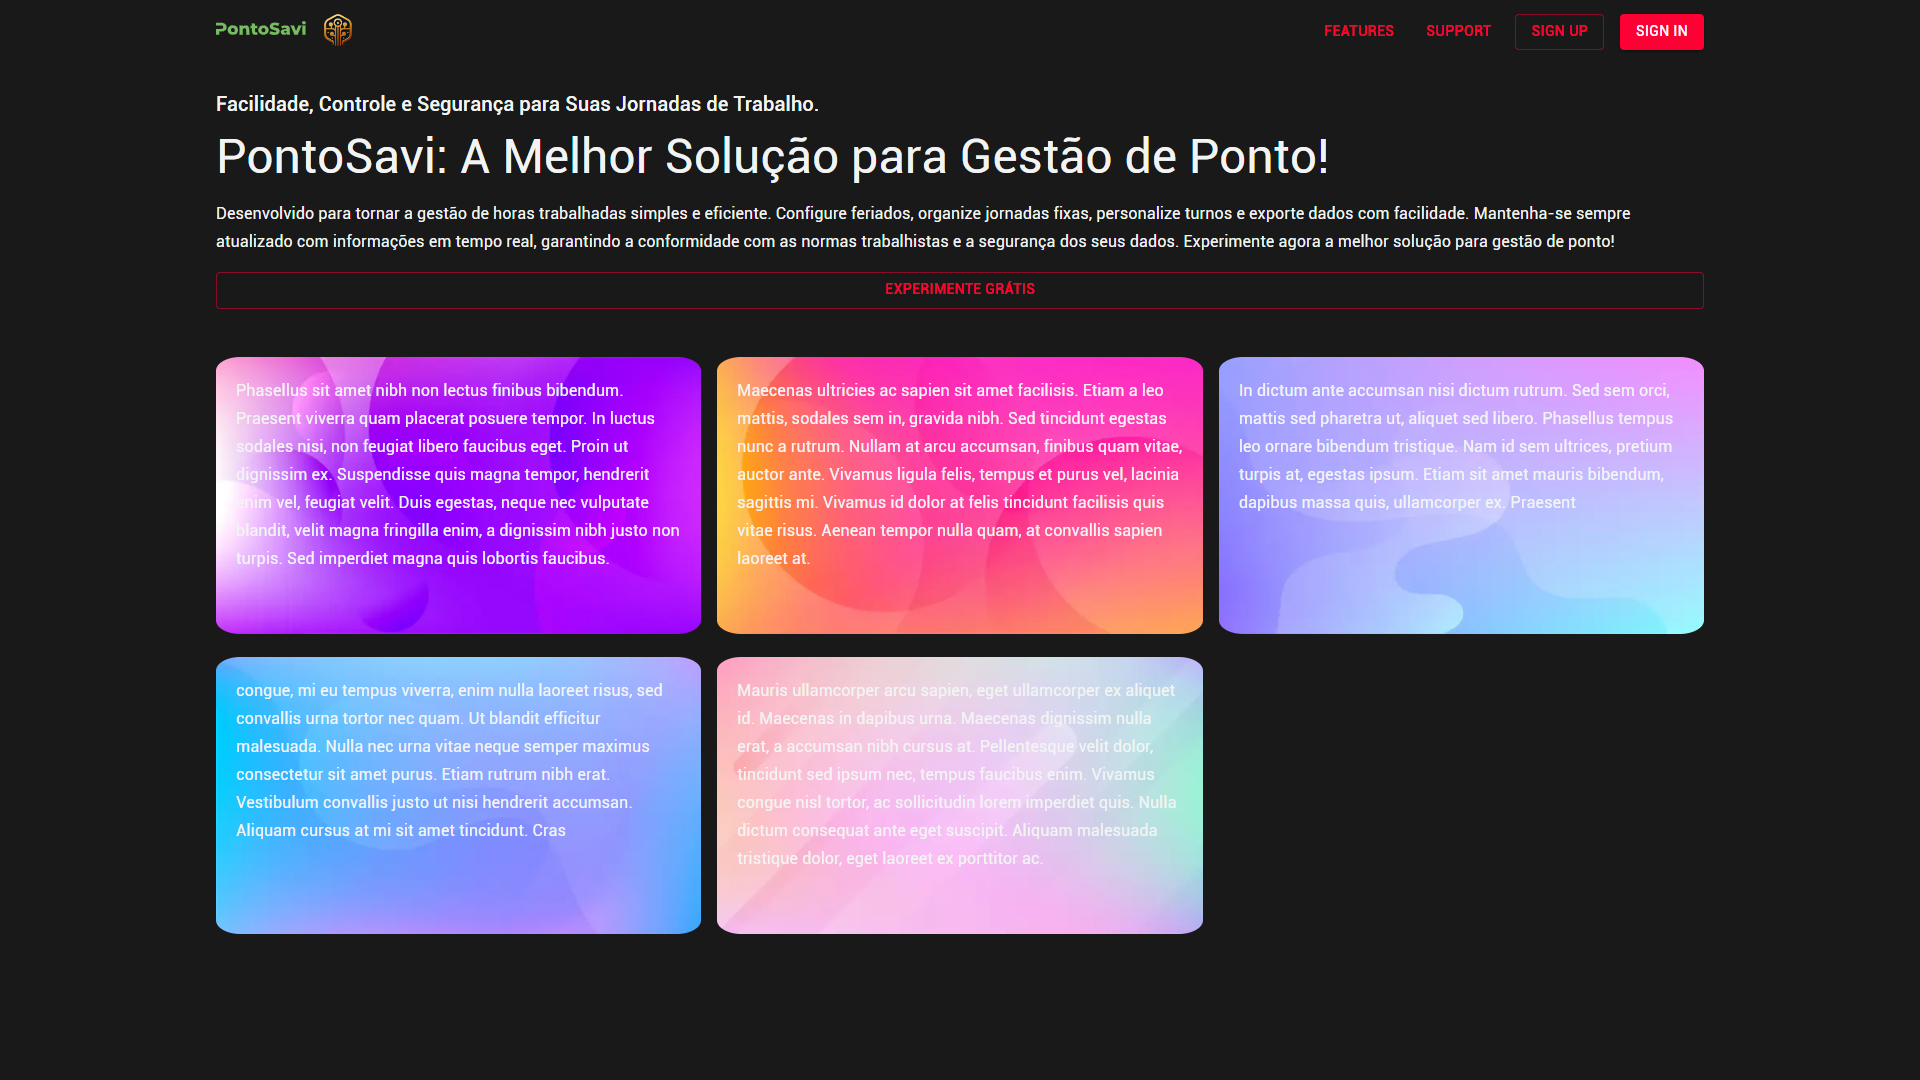 PontoSavi
FEATURES
SUPPORT
SIGN UP
SIGN IN
Facilidade, Controle e Segurança para Suas Jornadas de Trabalho.
PontoSavi: A Melhor Solução para Gestão de Ponto!
Desenvolvido para tornar a gestão de horas trabalhadas simples e eficiente. Configure feriados, organize jornadas fixas, personalize turnos e exporte dados com facilidade. Mantenha-se sempre
atualizado com informações em tempo real, garantindo a conformidade com as normas trabalhistas e a segurança dos seus dados. Experimente agora a melhor solução para gestão de ponto!
EXPERIMENTE GRÁTIS
Phasellus sit amet nibh non lectus finibus bibendum.
Praesent viverra quam placerat posuere tempor. In luctus
sodales nisi, non feugiat libero faucibus eget. Proin ut
dignissim ex. Suspendisse quis magna tempor, hendrerit
enim vel, feugiat velit. Duis egestas, neque nec vulputate
blandit, velit magna fringilla enim, a dignissim nibh justo non
turpis. Sed imperdiet magna quis lobortis faucibus.
Maecenas ultricies ac sapien sit amet facilisis. Etiam a leo
mattis, sodales sem in, gravida nibh. Sed tincidunt egestas
nunc a rutrum. Nullam at arcu accumsan, finibus quam vitae,
auctor ante. Vivamus ligula felis, tempus et purus vel, lacinia
sagittis mi. Vivamus id dolor at felis tincidunt facilisis quis
vitae risus. Aenean tempor nulla quam, at convallis sapien
laoreet at.
In dictum ante accumsan nisi dictum rutrum. Sed sem orci,
mattis sed pharetra ut, aliquet sed libero. Phasellus tempus
leo ornare bibendum tristique. Nam id sem ultrices, pretium
turpis at, egestas ipsum. Etiam sit amet mauris bibendum,
dapibus massa quis, ullamcorper ex. Praesent
congue, mi eu tempus viverra, enim nulla laoreet risus, sed
convallis urna tortor nec quam. Ut blandit efficitur
malesuada. Nulla nec urna vitae neque semper maximus
consectetur sit amet purus. Etiam rutrum nibh erat.
Vestibulum convallis justo ut nisi hendrerit accumsan.
Aliquam cursus at mi sit amet tincidunt. Cras
Mauris ullamcorper arcu sapien, eget ullamcorper ex aliquet
id. Maecenas in dapibus urna. Maecenas dignissim nulla
erat, a accumsan nibh cursus at. Pellentesque velit dolor,
tincidunt sed ipsum nec, tempus faucibus enim. Vivamus
congue nisl tortor, ac sollicitudin lorem imperdiet quis. Nulla
dictum consequat ante eget suscipit. Aliquam malesuada
tristique dolor, eget laoreet ex porttitor ac.